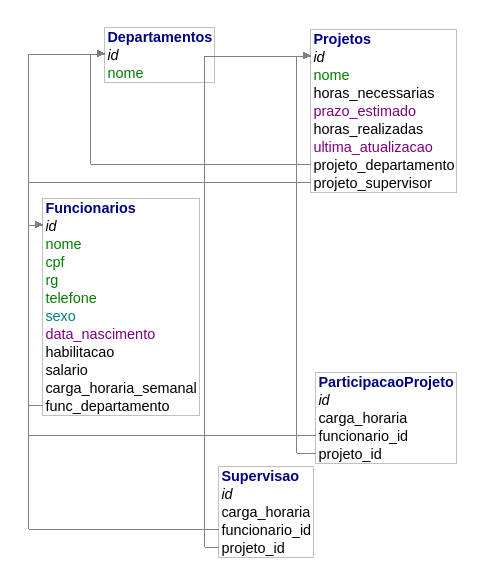 Departamentos
id
nome
Projetos
id
nome
horas_necessarias
prazo_estimado
horas_realizadas
ultima_atualizacao
projeto_departamento
projeto_supervisor
Funcionarios
id
nome
cpf
rg
telefone
sexo
data_nascimento
habilitacao
salario
carga_horaria_semanal
func_departamento
ParticipacaoProjeto
id
carga_horaria
funcionario_id
projeto_id
Supervisao
id
carga_horaria
funcionario_id
projeto_id